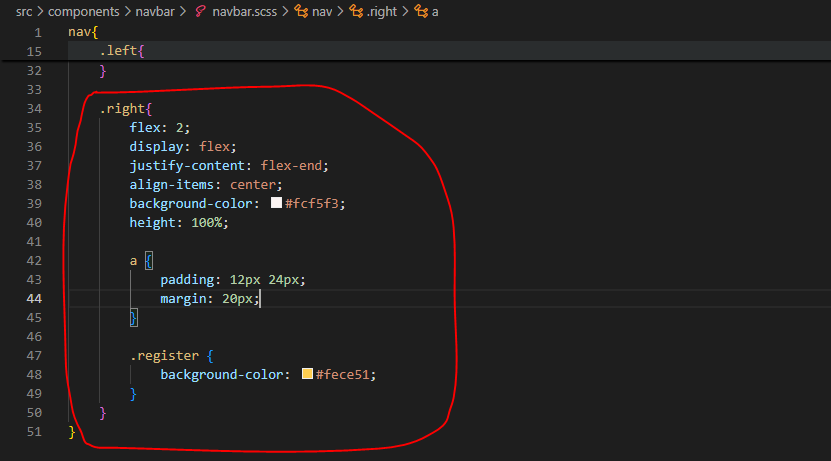 src > components > navbar > navbar.scss > nav > .right > a
1 nav{
15 .left{
32 }
33
34 .right{
35 flex: 2;
36 display: flex;
37 justify-content: flex-end;
38 align-items: center;
39 background-color: #fcf5f3;
40 height: 100%;
41
42 a {
43 padding: 12px 24px;
44 margin: 20px;
45 }
46
47 .register {
48 background-color: #fece51;
49 }
50 }
51 }